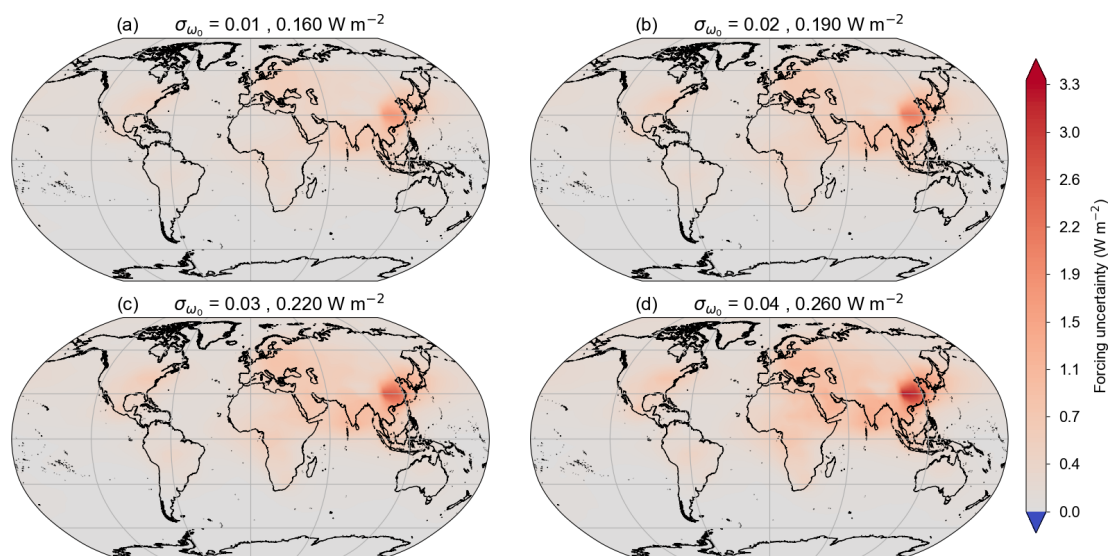 (a) σω₀ = 0.01 , 0.160 W m⁻²
(b) σω₀ = 0.02 , 0.190 W m⁻²
(c) σω₀ = 0.03 , 0.220 W m⁻²
(d) σω₀ = 0.04 , 0.260 W m⁻²
3.3
3.0
2.6
2.2
1.9
1.5
1.1
0.7
0.4
0.0
Forcing uncertainty (W m⁻²)